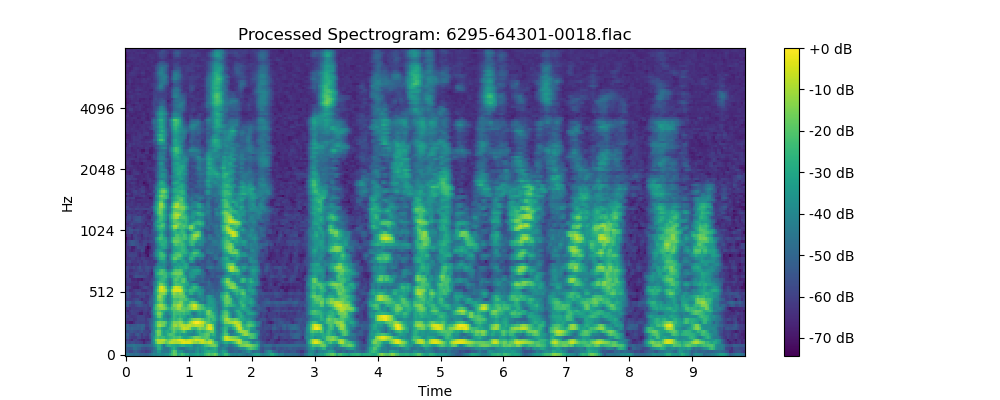 Processed Spectrogram: 6295-64301-0018.flac
+0 dB
-10 dB
-20 dB
-30 dB
-40 dB
-50 dB
-60 dB
-70 dB
4096
2048
1024
512
0
Hz
0 1 2 3 4 5 6 7 8 9
Time